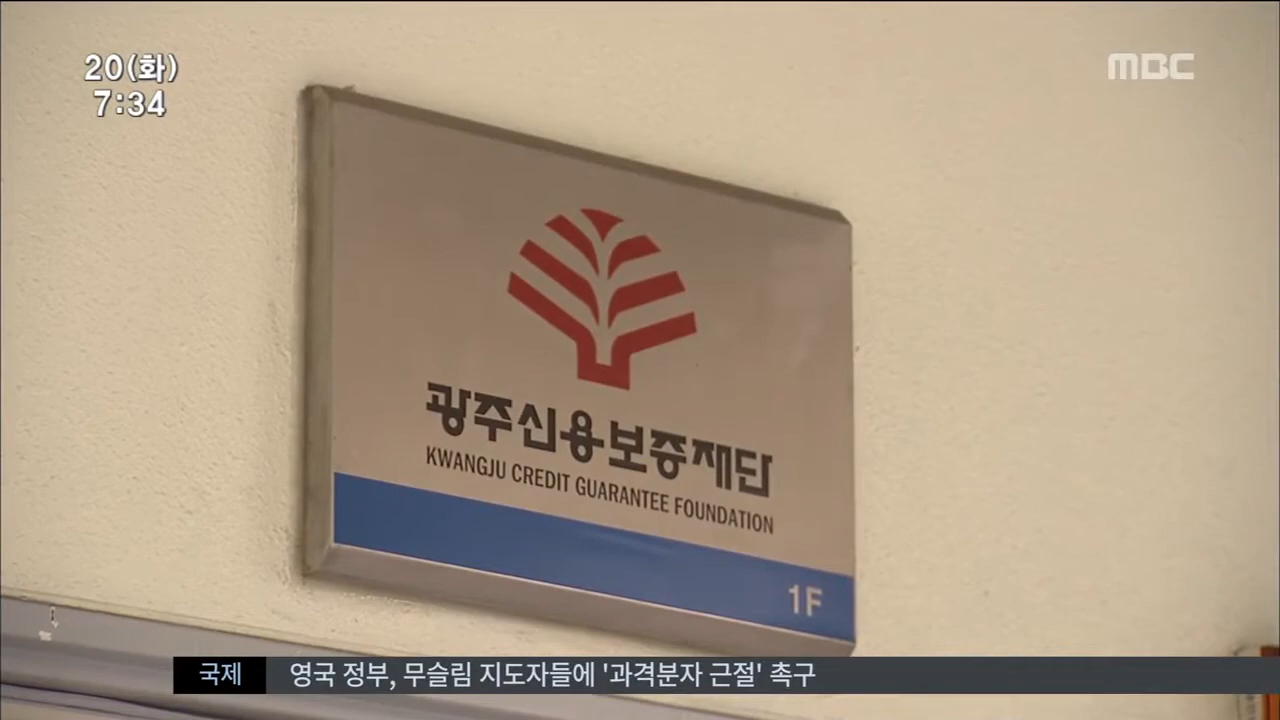 20(화)
7:34
MBC
광주신용보증재단
KWANGJU CREDIT GUARANTEE FOUNDATION
1F
국제 영국 정부, 무슬림 지도자들에 '과격분자 근절' 촉구